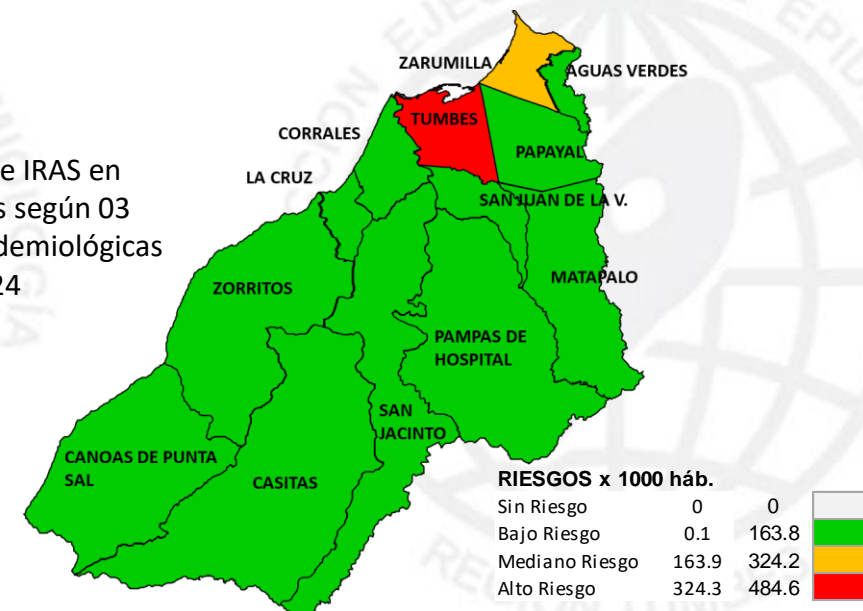 ZARUMILLA
AGUAS VERDES
TUMBES
CORRALES
PAPAYAL
e IRAS en
LA CRUZ
s según 03
SAN JUAN DE LA V.
demiológicas
24
MATAPALO
ZORRITOS
PAMPAS DE
HOSPITAL
SAN
JACINTO
CANOAS DE PUNTA
SAL
CASITAS
RIESGOS x 1000 háb.
Sin Riesgo 0 0
Bajo Riesgo 0.1 163.8
Mediano Riesgo 163.9 324.2
Alto Riesgo 324.3 484.6